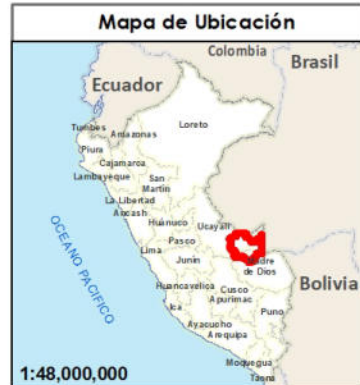 Mapa de Ubicación
Colombia
Brasil
Ecuador
Loreto
Tumbes
Amazonas
Piura
Cajamarca
Lambayeque
San
Martín
La Libertad
Ancash
Huánuco
Ucayali
Pasco
Lima
Junín
Madre
de Dios
Bolivia
Huancavelica
Cusco
Apurimac
Ica
Puno
Ayacucho
Arequipa
Moquegua
Tacna
OCEANO PACIFICO
1:48,000,000